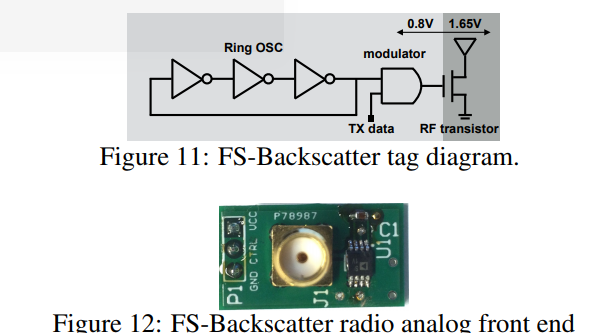 0.8V 1.65V
Ring OSC
modulator
TX data
RF transistor
Figure 11: FS-Backscatter tag diagram.
P78987
GND CTRL VCC
P1
J1
U1
C1
Figure 12: FS-Backscatter radio analog front end